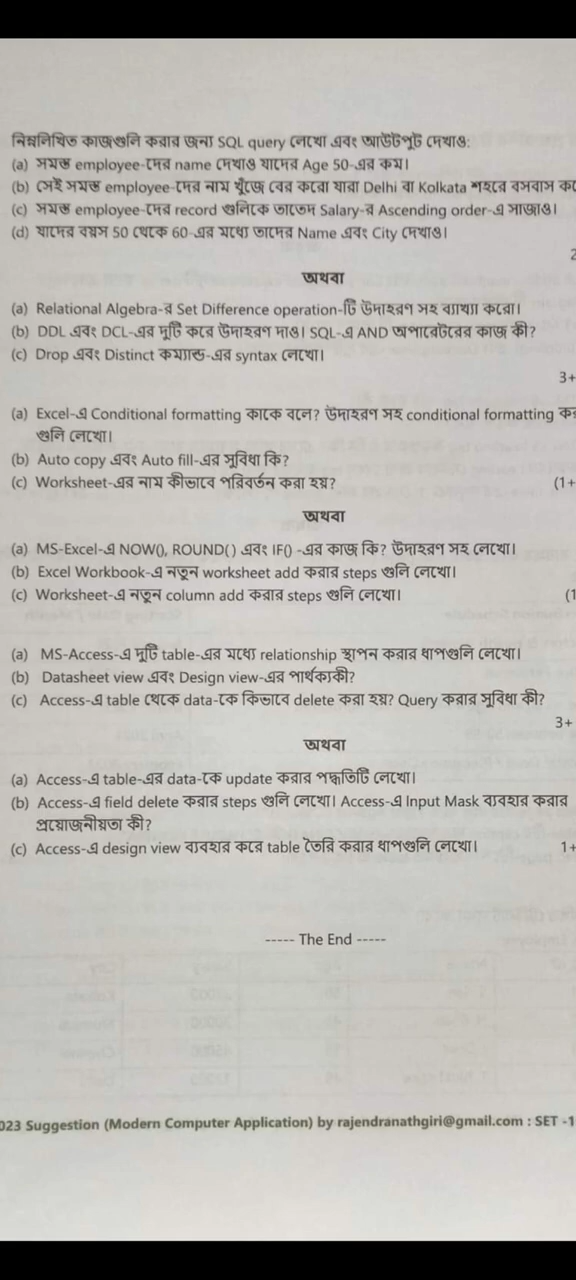 নিম্নলিখিত কাজগুলি করার জন্য SQL query লেখো এবং আউটপুট দেখাও:
(a) সমস্ত employee-দের name দেখাও যাদের Age 50-এর কম।
(b) সেই সমস্ত employee-দের নাম খুঁজে বের করো যারা Delhi বা Kolkata শহরে বসবাস
(c) সমস্ত employee-দের record গুলিকে তাদের Salary-র Ascending order-এ সাজাও।
(d) যাদের বয়স 50 থেকে 60-এর মধ্যে তাদের Name এবং City দেখাও।
2
অথবা
(a) Relational Algebra-র Set Difference operation-টি উদাহরণ সহ ব্যাখ্যা করো।
(b) DDL এবং DCL-এর দুটি করে উদাহরণ দাও। SQL-এ AND অপারেটরের কাজ কী?
(c) Drop এবং Distinct কম্যান্ড-এর syntax লেখো।
3+
(a) Excel-এ Conditional formatting কাকে বলে? উদাহরণ সহ conditional formatting
গুলি লেখো।
(b) Auto copy এবং Auto fill-এর সুবিধা কি?
(c) Worksheet-এর নাম কীভাবে পরিবর্তন করা হয়?
(1+
অথবা
(a) MS-Excel-এ NOW(), ROUND( ) এবং IF() -এর কাজ কি? উদাহরণ সহ লেখো।
(b) Excel Workbook-এ নতুন worksheet add করার steps গুলি লেখো।
(c) Worksheet-এ নতুন column add করার steps গুলি লেখো।
(1
(a) MS-Access-এ দুটি table-এর মধ্যে relationship স্থাপন করার ধাপগুলি লেখো।
(b) Datasheet view এবং Design view-এর পার্থক্যকী?
(c) Access-এ table থেকে data-কে কিভাবে delete করা হয়? Query করার সুবিধা কী?
3+
অথবা
(a) Access-এ table-এর data-কে update করার পদ্ধতিটি লেখো।
(b) Access-এ field delete করার steps গুলি লেখো। Access-এ Input Mask ব্যবহার করার
প্রয়োজনীয়তা কী?
(c) Access-এ design view ব্যবহার করে table তৈরি করার ধাপগুলি লেখো।
1+
----- The End -----
023 Suggestion (Modern Computer Application) by rajendranathgiri@gmail.com : SET -1